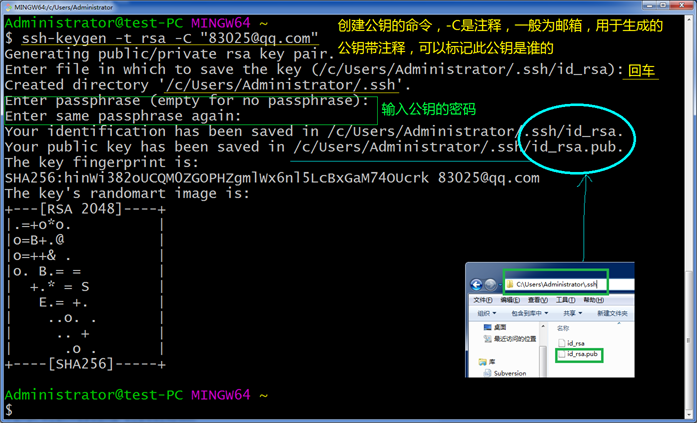 MINGW64:/c/Users/Administrator
Administrator@test-PC MINGW64 ~
$ ssh-keygen -t rsa -C "83025@qq.com"
创建公钥的命令，-C是注释，一般为邮箱，用于生成的
公钥带注释，可以标记此公钥是谁的
Generating public/private rsa key pair.
Enter file in which to save the key (/c/Users/Administrator/.ssh/id_rsa): 回车
Created directory '/c/Users/Administrator/.ssh'.
Enter passphrase (empty for no passphrase):
Enter same passphrase again:
输入公钥的密码
Your identification has been saved in /c/Users/Administrator/.ssh/id_rsa.
Your public key has been saved in /c/Users/Administrator/.ssh/id_rsa.pub.
The key fingerprint is:
SHA256:hinWi382oUCQMOZGOPHZgmlWx6nl5LcBxGaM74OUcrk 83025@qq.com
The key's randomart image is:
+---[RSA 2048]----+
|.=+o*o.          |
|o=B+.@           |
|o=++& .          |
|o. B.= =         |
|  +.* = S        |
|   E.= +.        |
|    ..o. .       |
|     .. +        |
|      .o .       |
+----[SHA256]-----+
C:\Users\Administrator\.ssh
文件(F) 编辑(E) 查看(V) 工具(T) 帮助(H)
组织 包含到库中 共享 新建文件夹
桌面
最近访问的位置
库
Subversion
名称
id_rsa
id_rsa.pub
Administrator@test-PC MINGW64 ~
$